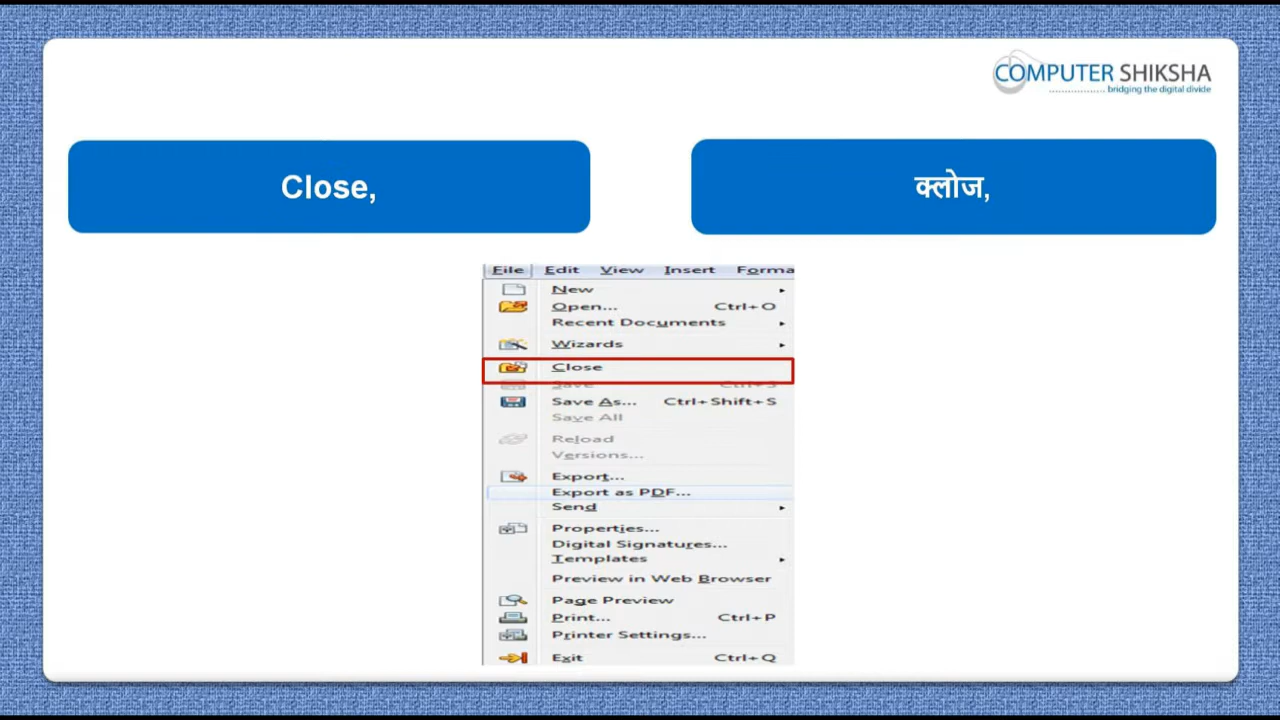 COMPUTER SHIKSHA
bridging the digital divide
Close,
क्लोज,
File Edit View Insert Forma
New
Open... Ctrl+O
Recent Documents
Wizards
Close
Save Ctrl+S
Save As... Ctrl+Shift+S
Save All
Reload
Versions...
Export...
Export as PDF...
Send
Properties...
Digital Signatures...
Templates
Preview in Web Browser
Page Preview
Print... Ctrl+P
Printer Settings...
Exit Ctrl+Q